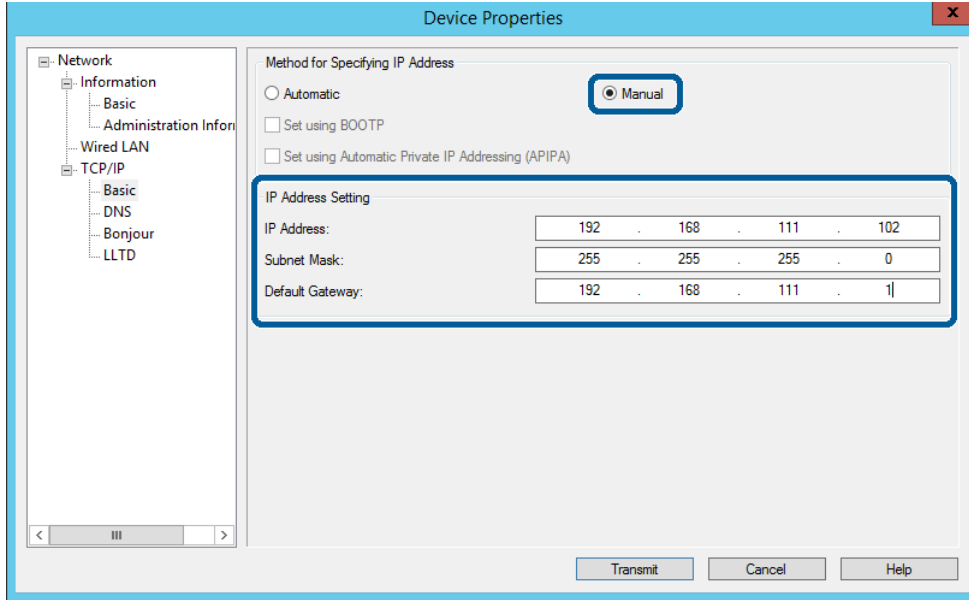 Device Properties
x
Network
Information
Basic
Administration Inforr
Wired LAN
TCP/IP
Basic
DNS
Bonjour
LLTD
Method for Specifying IP Address
Automatic
Manual
Set using BOOTP
Set using Automatic Private IP Addressing (APIPA)
IP Address Setting
IP Address: 192 . 168 . 111 . 102
Subnet Mask: 255 . 255 . 255 . 0
Default Gateway: 192 . 168 . 111 . 1
Transmit Cancel Help